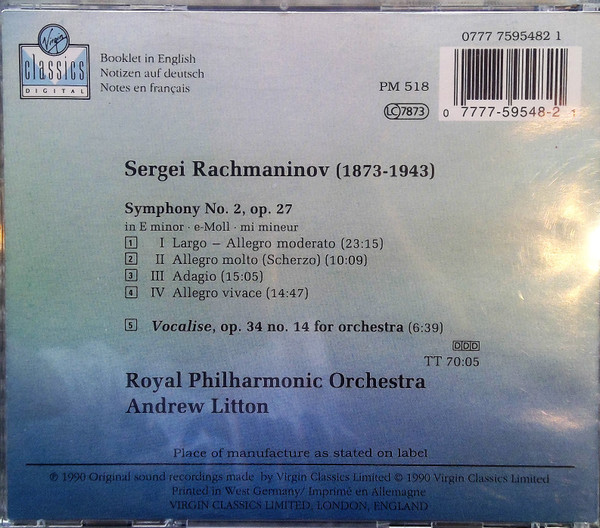 Virgin
classics
DIGITAL
Booklet in English
Notizen auf deutsch
Notes en français
0777 7595482 1
PM 518
LC 7873
0 7777-59548-2 1
Sergei Rachmaninov (1873-1943)
Symphony No. 2, op. 27
in E minor · e-Moll · mi mineur
1 I Largo – Allegro moderato (23:15)
2 II Allegro molto (Scherzo) (10:09)
3 III Adagio (15:05)
4 IV Allegro vivace (14:47)
5 Vocalise, op. 34 no. 14 for orchestra (6:39)
DDD
TT 70:05
Royal Philharmonic Orchestra
Andrew Litton
Place of manufacture as stated on label
℗ 1990 Original sound recordings made by Virgin Classics Limited © 1990 Virgin Classics Limited
Printed in West Germany/ Imprimé en Allemagne
VIRGIN CLASSICS LIMITED, LONDON, ENGLAND